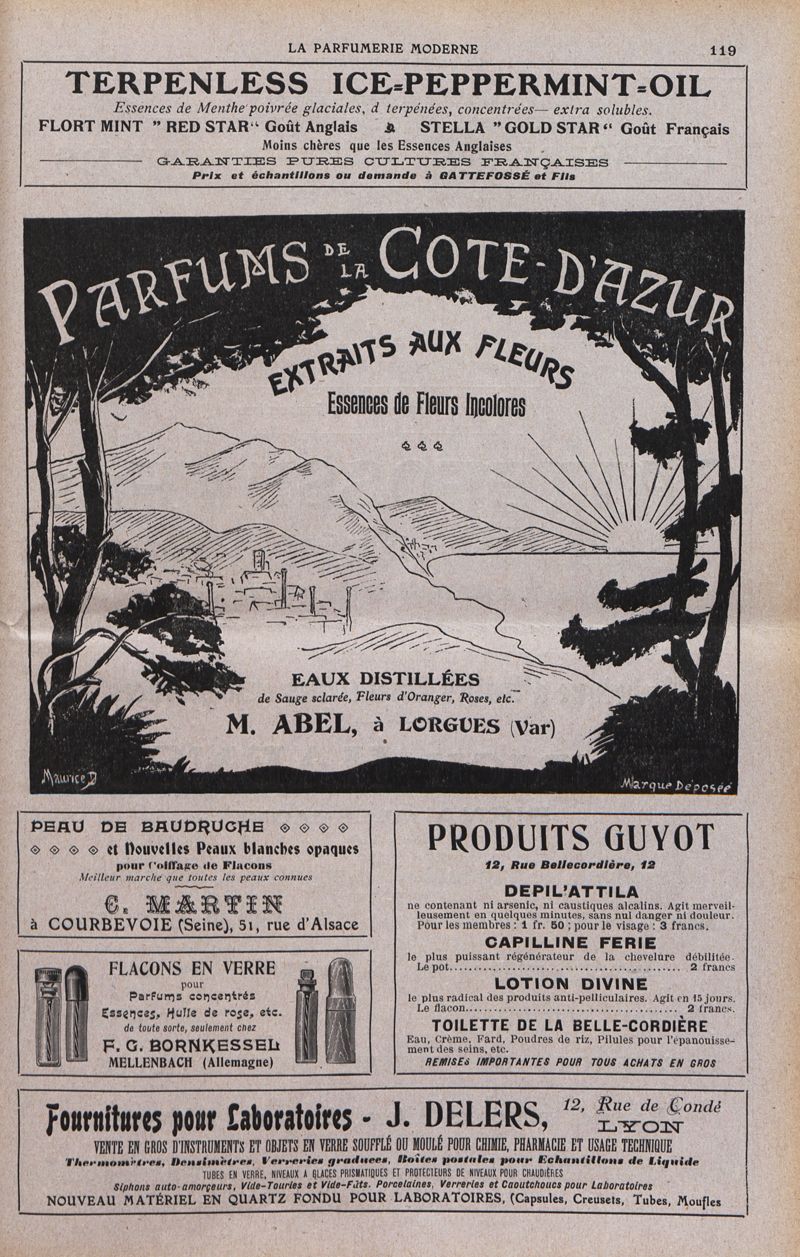 LA PARFUMERIE MODERNE 119
TERPENLESS ICE=PEPPERMINT=OIL
Essences de Menthe poivrée glaciales, d terpénées, concentrées— extra solubles.
FLORT MINT " RED STAR" Goût Anglais STELLA " GOLD STAR " Goût Français
Moins chères que les Essences Anglaises
GARANTIES PURES CULTURES FRANÇAISES
Prix et échantillons ou demande à GATTEFOSSÉ et Fils
PARFUMS DE LA COTE-D'AZUR
EXTRAITS AUX FLEURS
Essences de Fleurs Incolores
EAUX DISTILLÉES
de Sauge sclarée, Fleurs d'Oranger, Roses, etc.
M. ABEL, à LORGUES (Var)
Maurice D
Marque Déposée
PEAU DE BAUDRUCHE
et Nouvelles Peaux blanches opaques
pour Coiffage de Flacons
Meilleur marché que toutes les peaux connues
C. MARTIN
à COURBEVOIE (Seine), 51, rue d'Alsace
FLACONS EN VERRE
pour
Parfums concentrés
Essences, Huile de rose, etc.
de toute sorte, seulement chez
F. G. BORNKESSEL
MELLENBACH (Allemagne)
PRODUITS GUYOT
12, Rue Bellecordière, 12
DEPIL'ATTILA
ne contenant ni arsenic, ni caustiques alcalins. Agit merveil-
leusement en quelques minutes, sans nul danger ni douleur.
Pour les membres : 1 fr. 50 ; pour le visage : 3 francs.
CAPILLINE FERIE
le plus puissant régénérateur de la chevelure débilitée.
Le pot........ 2 francs
LOTION DIVINE
le plus radical des produits anti-pelliculaires. Agit en 15 jours.
Le flacon........ 2 francs.
TOILETTE DE LA BELLE-CORDIÈRE
Eau, Crème, Fard, Poudres de riz, Pilules pour l'épanouisse-
ment des seins, etc.
REMISES IMPORTANTES POUR TOUS ACHATS EN GROS
Fournitures pour Laboratoires - J. DELERS, 12, Rue de Condé
LYON
VENTE EN GROS D'INSTRUMENTS ET OBJETS EN VERRE SOUFFLÉ OU MOULÉ POUR CHIMIE, PHARMACIE ET USAGE TECHNIQUE
Thermomètres, Densimètres, Verreries graduees, Boîtes postales pour Echantillons de Liquide
TUBES EN VERRE, NIVEAUX A GLACES PRISMATIQUES ET PROTECTEURS DE NIVEAUX POUR CHAUDIÈRES
Siphons auto-amorçeurs, Vide-Touries et Vide-Fûts. Porcelaines, Verreries et Caoutchoucs pour Laboratoires
NOUVEAU MATÉRIEL EN QUARTZ FONDU POUR LABORATOIRES, (Capsules, Creusets, Tubes, Moufles